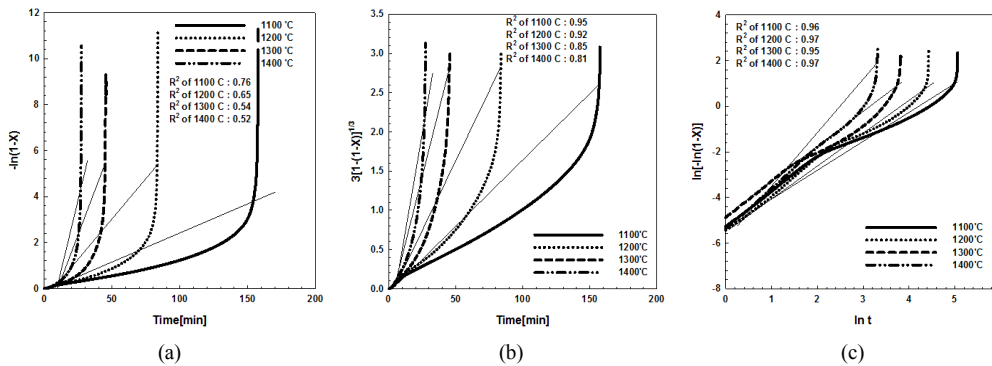 12
10
8
6
4
2
0
-ln(1-X)
1100 ℃
1200 ℃
1300 ℃
1400 ℃
R² of 1100 C : 0.76
R² of 1200 C : 0.65
R² of 1300 C : 0.54
R² of 1400 C : 0.52
0 50 100 150 200
Time[min]
(a)
3.5
3.0
2.5
2.0
1.5
1.0
0.5
0.0
3[1-(1-X)]^1/3
R² of 1100 C : 0.95
R² of 1200 C : 0.92
R² of 1300 C : 0.85
R² of 1400 C : 0.81
1100℃
1200℃
1300℃
1400℃
0 50 100 150 200
Time[min]
(b)
4
2
0
-2
-4
-6
-8
ln[-ln(1-X)]
R² of 1100 C : 0.96
R² of 1200 C : 0.97
R² of 1300 C : 0.95
R² of 1400 C : 0.97
1100℃
1200℃
1300℃
1400℃
0 1 2 3 4 5
ln t
(c)